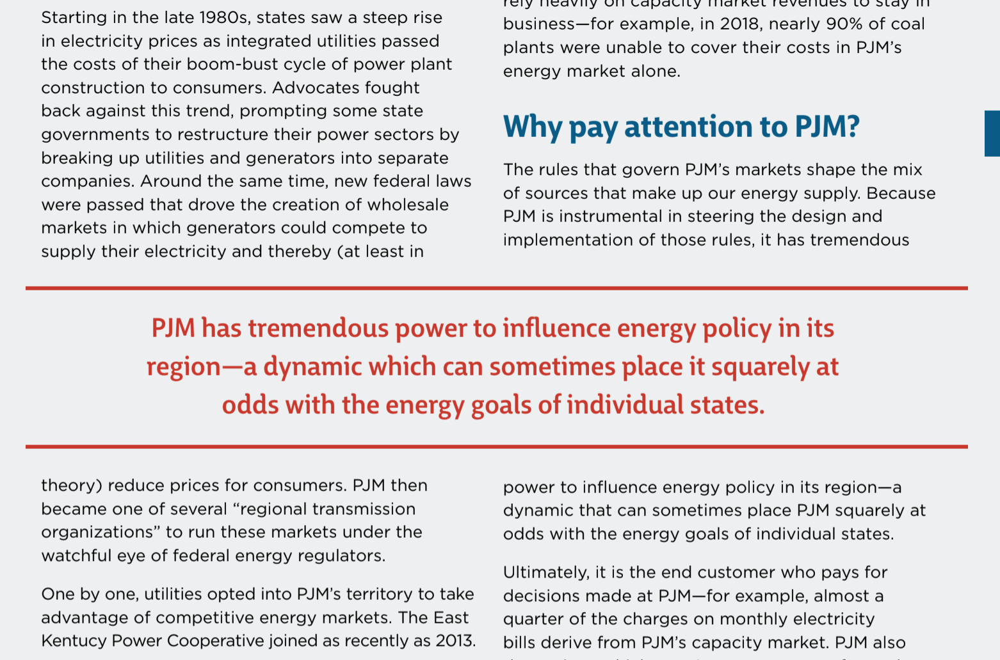 Starting in the late 1980s, states saw a steep rise
in electricity prices as integrated utilities passed
the costs of their boom-bust cycle of power plant
construction to consumers. Advocates fought
back against this trend, prompting some state
governments to restructure their power sectors by
breaking up utilities and generators into separate
companies. Around the same time, new federal laws
were passed that drove the creation of wholesale
markets in which generators could compete to
supply their electricity and thereby (at least in
theory) reduce prices for consumers. PJM then
became one of several “regional transmission
organizations” to run these markets under the
watchful eye of federal energy regulators.
One by one, utilities opted into PJM’s territory to take
advantage of competitive energy markets. The East
Kentucy Power Cooperative joined as recently as 2013.
rely heavily on capacity market revenues to stay in
business—for example, in 2018, nearly 90% of coal
plants were unable to cover their costs in PJM’s
energy market alone.
Why pay attention to PJM?
The rules that govern PJM’s markets shape the mix
of sources that make up our energy supply. Because
PJM is instrumental in steering the design and
implementation of those rules, it has tremendous
power to influence energy policy in its region—a
dynamic that can sometimes place PJM squarely at
odds with the energy goals of individual states.
Ultimately, it is the end customer who pays for
decisions made at PJM—for example, almost a
quarter of the charges on monthly electricity
bills derive from PJM’s capacity market. PJM also
PJM has tremendous power to influence energy policy in its
region—a dynamic which can sometimes place it squarely at
odds with the energy goals of individual states.